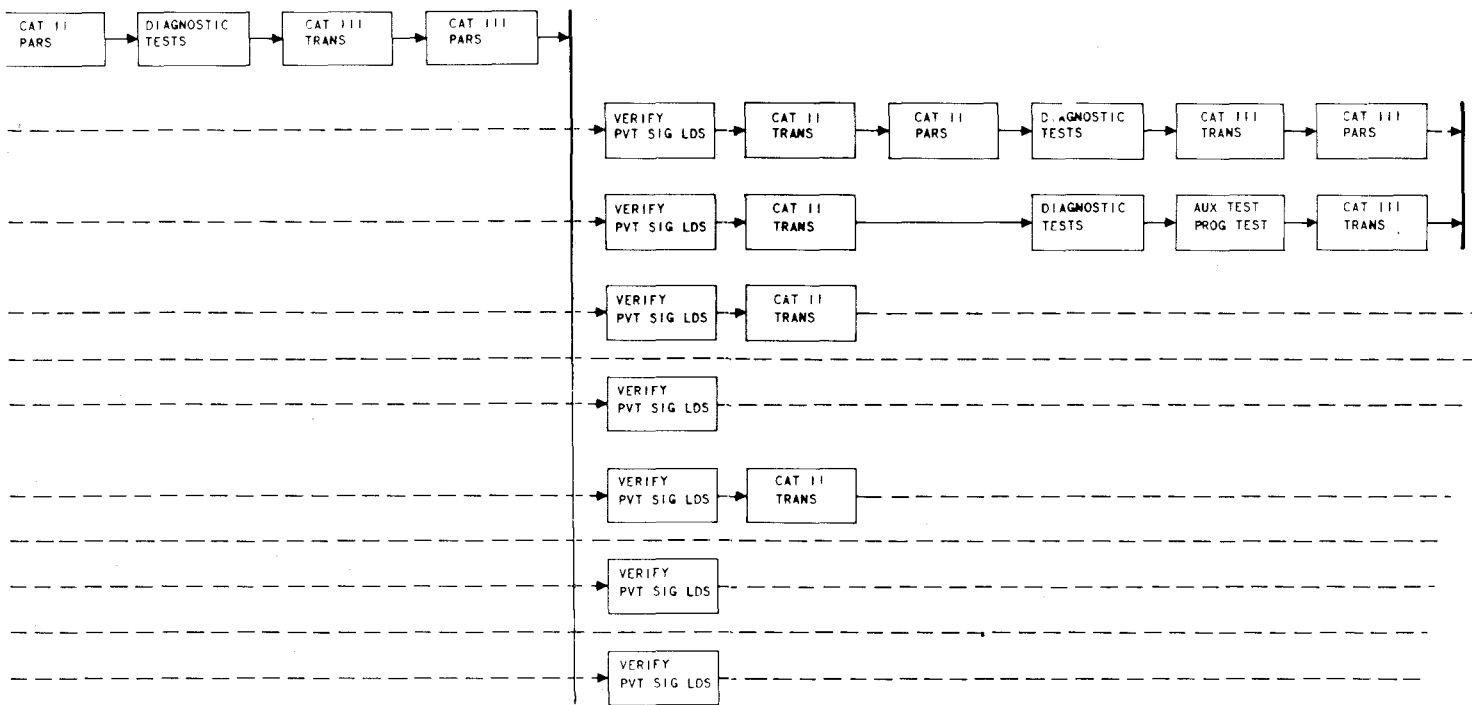 CAT II
PARS
DIAGNOSTIC
TESTS
CAT III
TRANS
CAT III
PARS
VERIFY
PVT SIG LDS
CAT II
TRANS
CAT II
PARS
DIAGNOSTIC
TESTS
CAT III
TRANS
CAT III
PARS
VERIFY
PVT SIG LDS
CAT II
TRANS
DIAGNOSTIC
TESTS
AUX TEST
PROG TEST
CAT III
TRANS
VERIFY
PVT SIG LDS
CAT II
TRANS
VERIFY
PVT SIG LDS
VERIFY
PVT SIG LDS
CAT II
TRANS
VERIFY
PVT SIG LDS
VERIFY
PVT SIG LDS